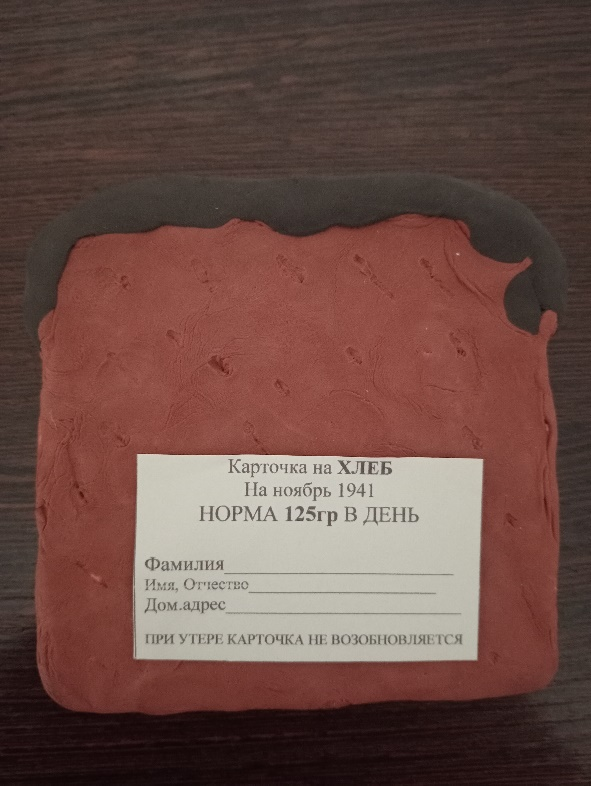 Карточка на ХЛЕБ
На ноябрь 1941
НОРМА 125гр В ДЕНЬ
Фамилия
Имя, Отчество
Дом.адрес
ПРИ УТЕРЕ КАРТОЧКА НЕ ВОЗОБНОВЛЯЕТСЯ